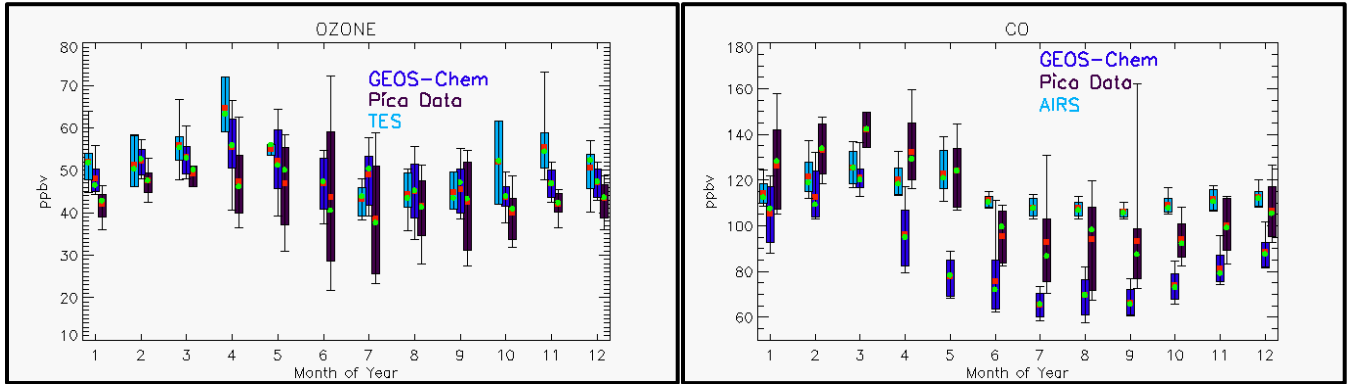 OZONE
80
70
60
50
40
30
20
10
ppbv
GEOS-Chem
Pica Data
TES
1 2 3 4 5 6 7 8 9 10 11 12
Month of Year
CO
180
160
140
120
100
80
60
ppbv
GEOS-Chem
Pica Data
AIRS
1 2 3 4 5 6 7 8 9 10 11 12
Month of Year